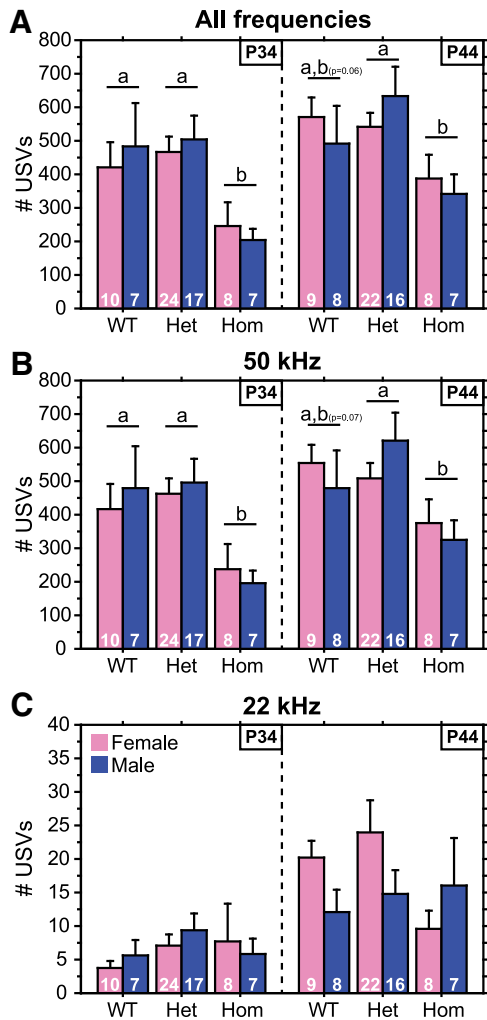 A All frequencies
800
700
600
500
400
300
200
100
0
# USVs
P34
P44
a a b a,b(p=0.06) a b
10 7 24 17 8 7 9 8 22 16 8 7
WT Het Hom WT Het Hom
B 50 kHz
800
700
600
500
400
300
200
100
0
# USVs
P34
P44
a a b a,b(p=0.07) a b
10 7 24 17 8 7 9 8 22 16 8 7
WT Het Hom WT Het Hom
C 22 kHz
40
35
30
25
20
15
10
5
0
# USVs
P34
P44
Female
Male
10 7 24 17 8 7 9 8 22 16 8 7
WT Het Hom WT Het Hom